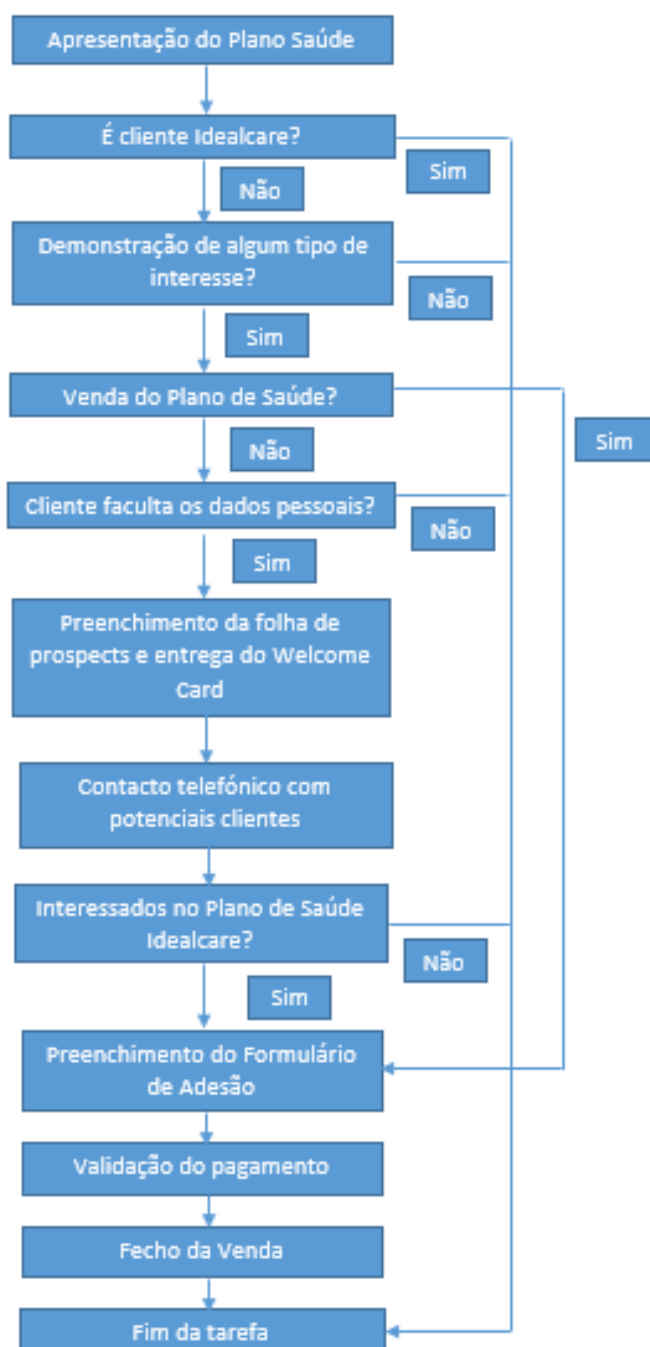 Apresentação do Plano Saúde
É cliente Idealcare?
Sim
Não
Demonstração de algum tipo de
interesse?
Não
Sim
Venda do Plano de Saúde?
Sim
Não
Cliente faculta os dados pessoais?
Não
Sim
Preenchimento da folha de
prospects e entrega do Welcome
Card
Contacto telefónico com
potenciais clientes
Interessados no Plano de Saúde
Idealcare?
Não
Sim
Preenchimento do Formulário
de Adesão
Validação do pagamento
Fecho da Venda
Fim da tarefa